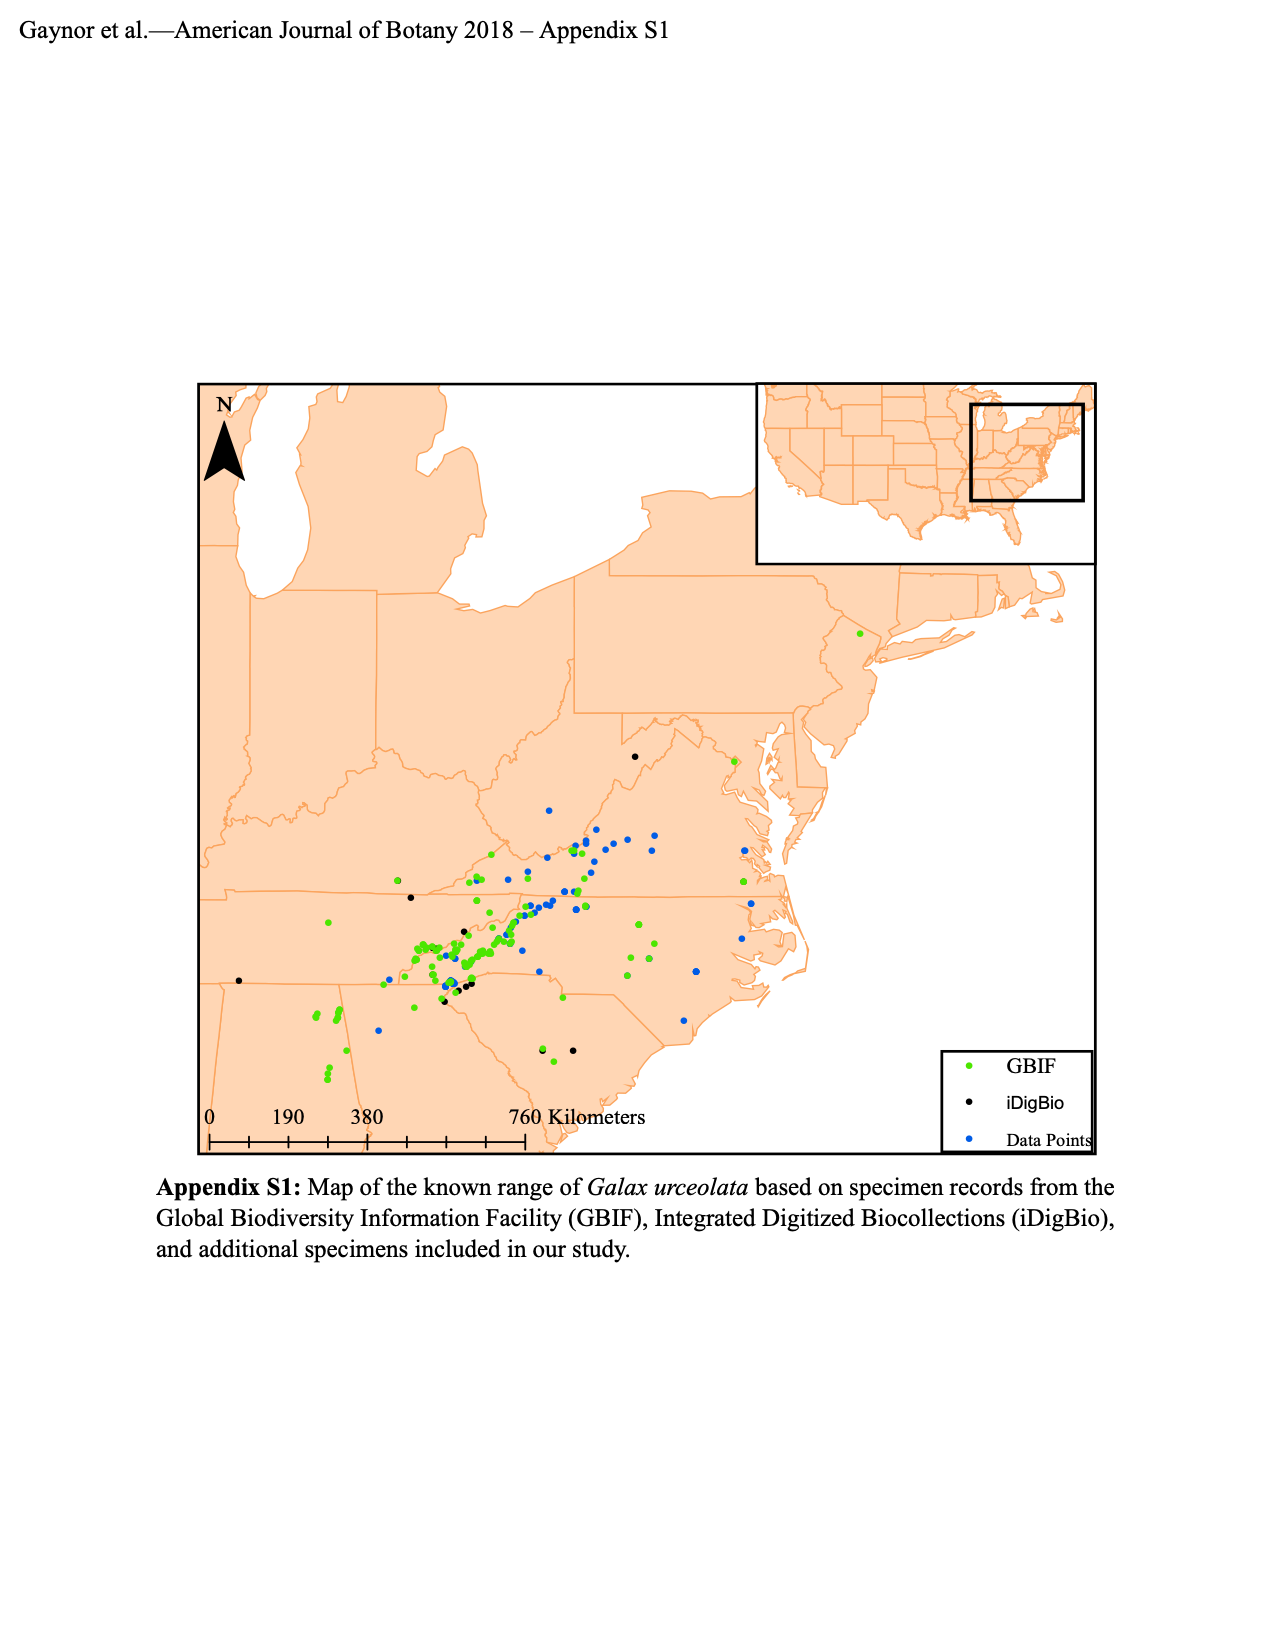 Gaynor et al.—American Journal of Botany 2018 – Appendix S1
N
0 190 380 760 Kilometers
GBIF
iDigBio
Data Points
Appendix S1: Map of the known range of Galax urceolata based on specimen records from the
Global Biodiversity Information Facility (GBIF), Integrated Digitized Biocollections (iDigBio),
and additional specimens included in our study.